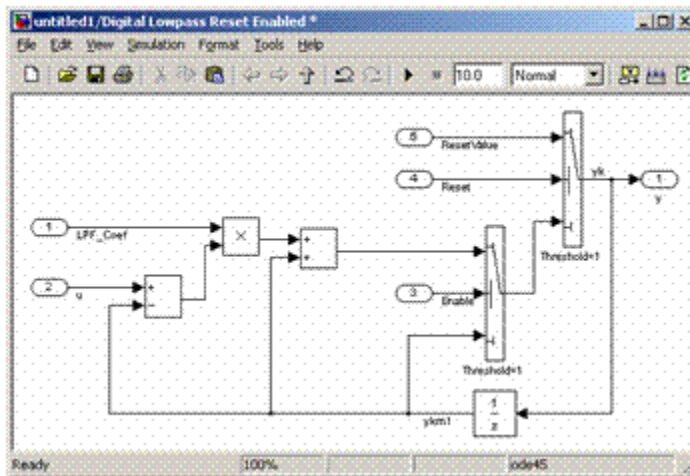 untitled1/Digital Lowpass Reset Enabled *
File Edit View Simulation Format Tools Help
10.0 Normal
5
ResetValue
4
Reset
yk
1
y
1
LPF_Coef
×
+
+
2
u
+
−
3
Enable
Threshold=1
Threshold=1
ykm1
1
z
Ready 100% ode45